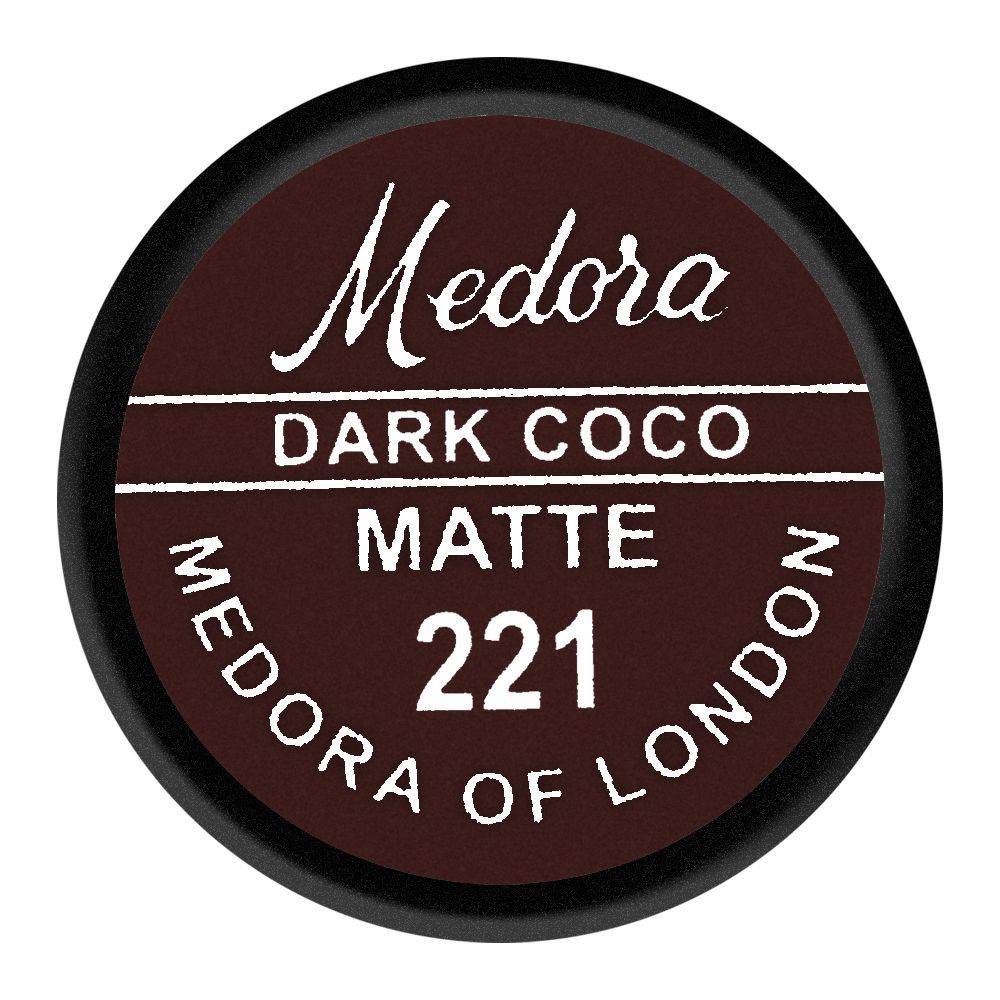 Medora
DARK COCO
MATTE
221
MEDORA OF LONDON